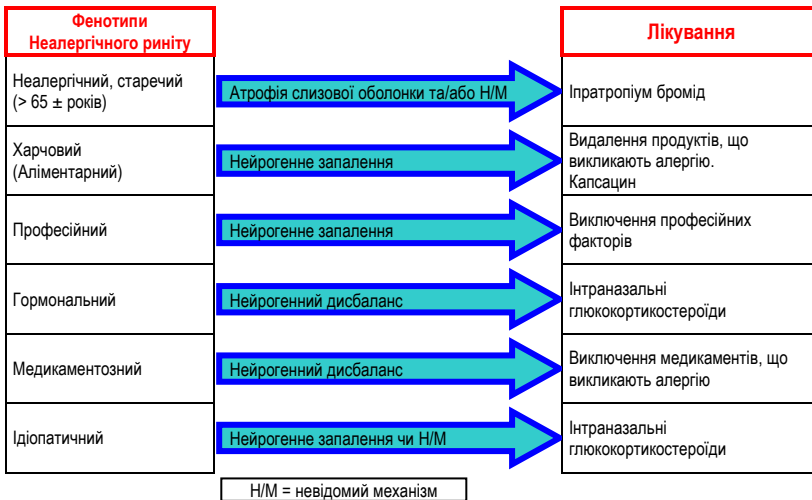 Фенотипи
Неалергічного риніту
Лікування
Неалергічний, старечий
(> 65 ± років)
Атрофія слизової оболонки та/або Н/М
Іпратропіум бромід
Харчовий
(Аліментарний)
Нейрогенне запалення
Видалення продуктів, що
викликають алергію.
Капсацин
Професійний
Нейрогенне запалення
Виключення професійних
факторів
Гормональний
Нейрогенний дисбаланс
Інтраназальні
глюкокортикостероїди
Медикаментозний
Нейрогенний дисбаланс
Виключення медикаментів, що
викликають алергію
Ідіопатичний
Нейрогенне запалення чи Н/М
Інтраназальні
глюкокортикостероїди
Н/М = невідомий механізм